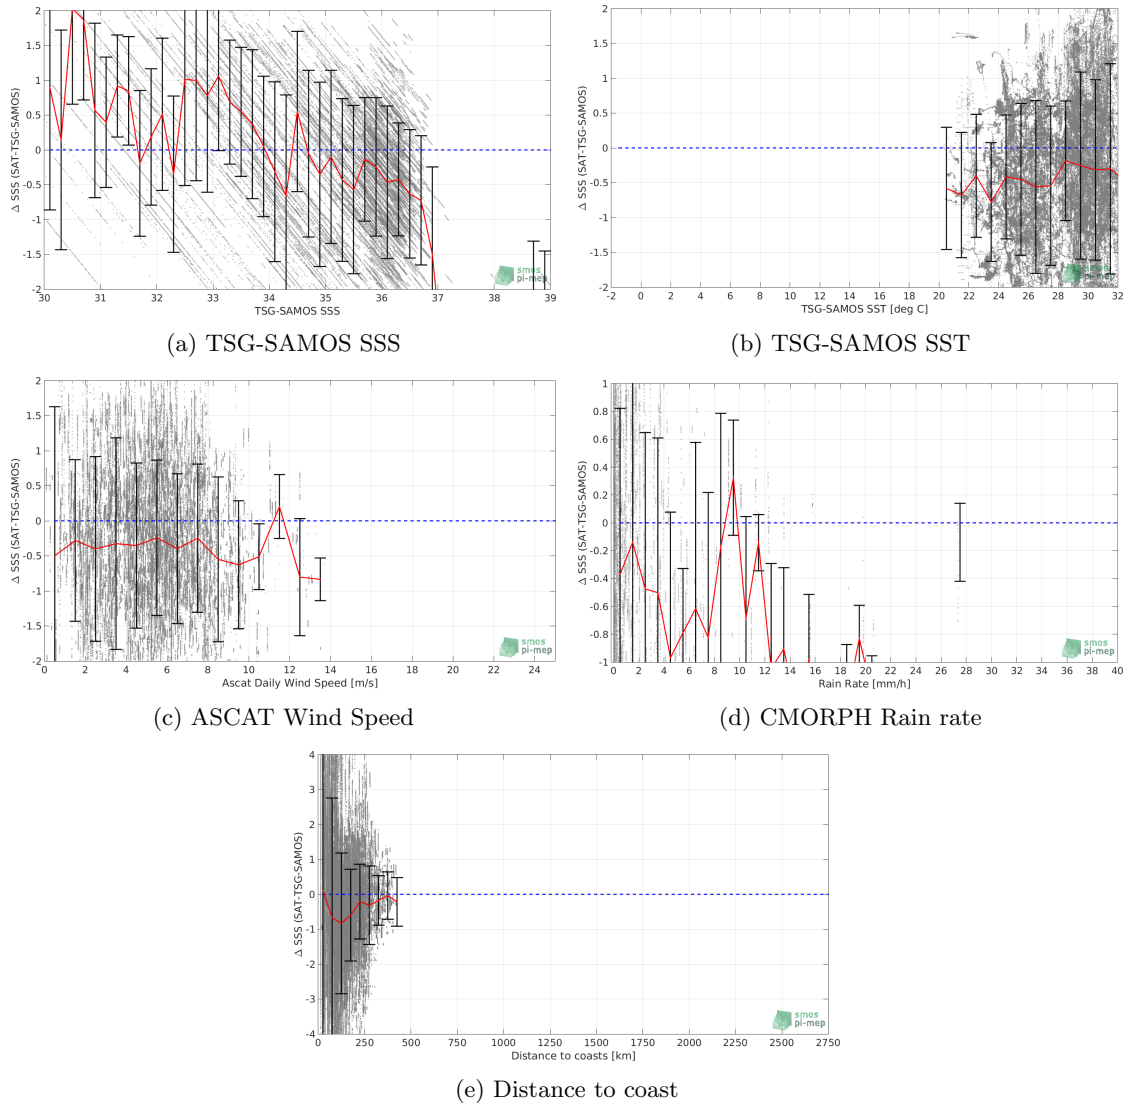 2
1.5
1
0.5
0
-0.5
-1
-1.5
-2
Δ SSS (SAT-TSG-SAMOS)
30 31 32 33 34 35 36 37 38 39
TSG-SAMOS SSS
smos
pi-mep
(a) TSG-SAMOS SSS
2
1.5
1
0.5
0
-0.5
-1
-1.5
-2
Δ SSS (SAT-TSG-SAMOS)
-2 0 2 4 6 8 10 12 14 16 18 20 22 24 26 28 30 32
TSG-SAMOS SST [deg C]
smos
pi-mep
(b) TSG-SAMOS SST
2
1.5
1
0.5
0
-0.5
-1
-1.5
-2
Δ SSS (SAT-TSG-SAMOS)
0 2 4 6 8 10 12 14 16 18 20 22 24
Ascat Daily Wind Speed [m/s]
smos
pi-mep
(c) ASCAT Wind Speed
1
0.8
0.6
0.4
0.2
0
-0.2
-0.4
-0.6
-0.8
-1
Δ SSS (SAT-TSG-SAMOS)
0 2 4 6 8 10 12 14 16 18 20 22 24 26 28 30 32 34 36 38 40
Rain Rate [mm/h]
smos
pi-mep
(d) CMORPH Rain rate
4
3
2
1
0
-1
-2
-3
-4
Δ SSS (SAT-TSG-SAMOS)
0 250 500 750 1000 1250 1500 1750 2000 2250 2500 2750
Distance to coasts [km]
smos
pi-mep
(e) Distance to coast